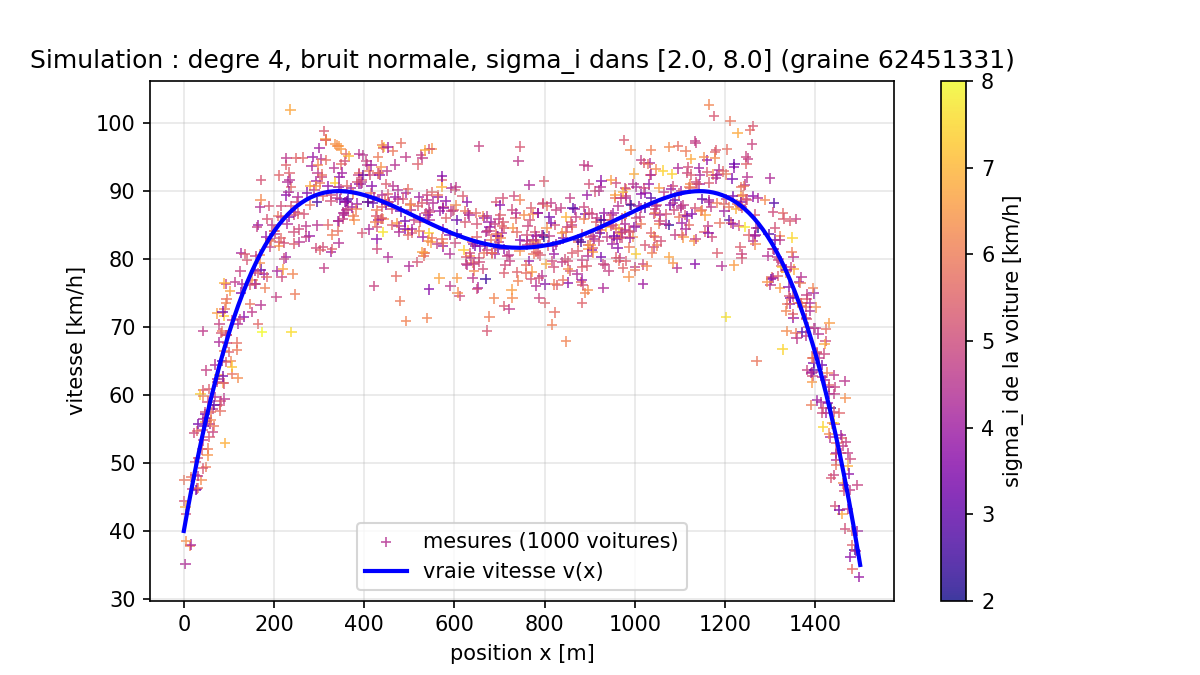 Simulation : degre 4, bruit normale, sigma_i dans [2.0, 8.0] (graine 62451331)
100
90
80
70
60
50
40
30
vitesse [km/h]
0 200 400 600 800 1000 1200 1400
position x [m]
mesures (1000 voitures)
vraie vitesse v(x)
8
7
6
5
4
3
2
sigma_i de la voiture [km/h]